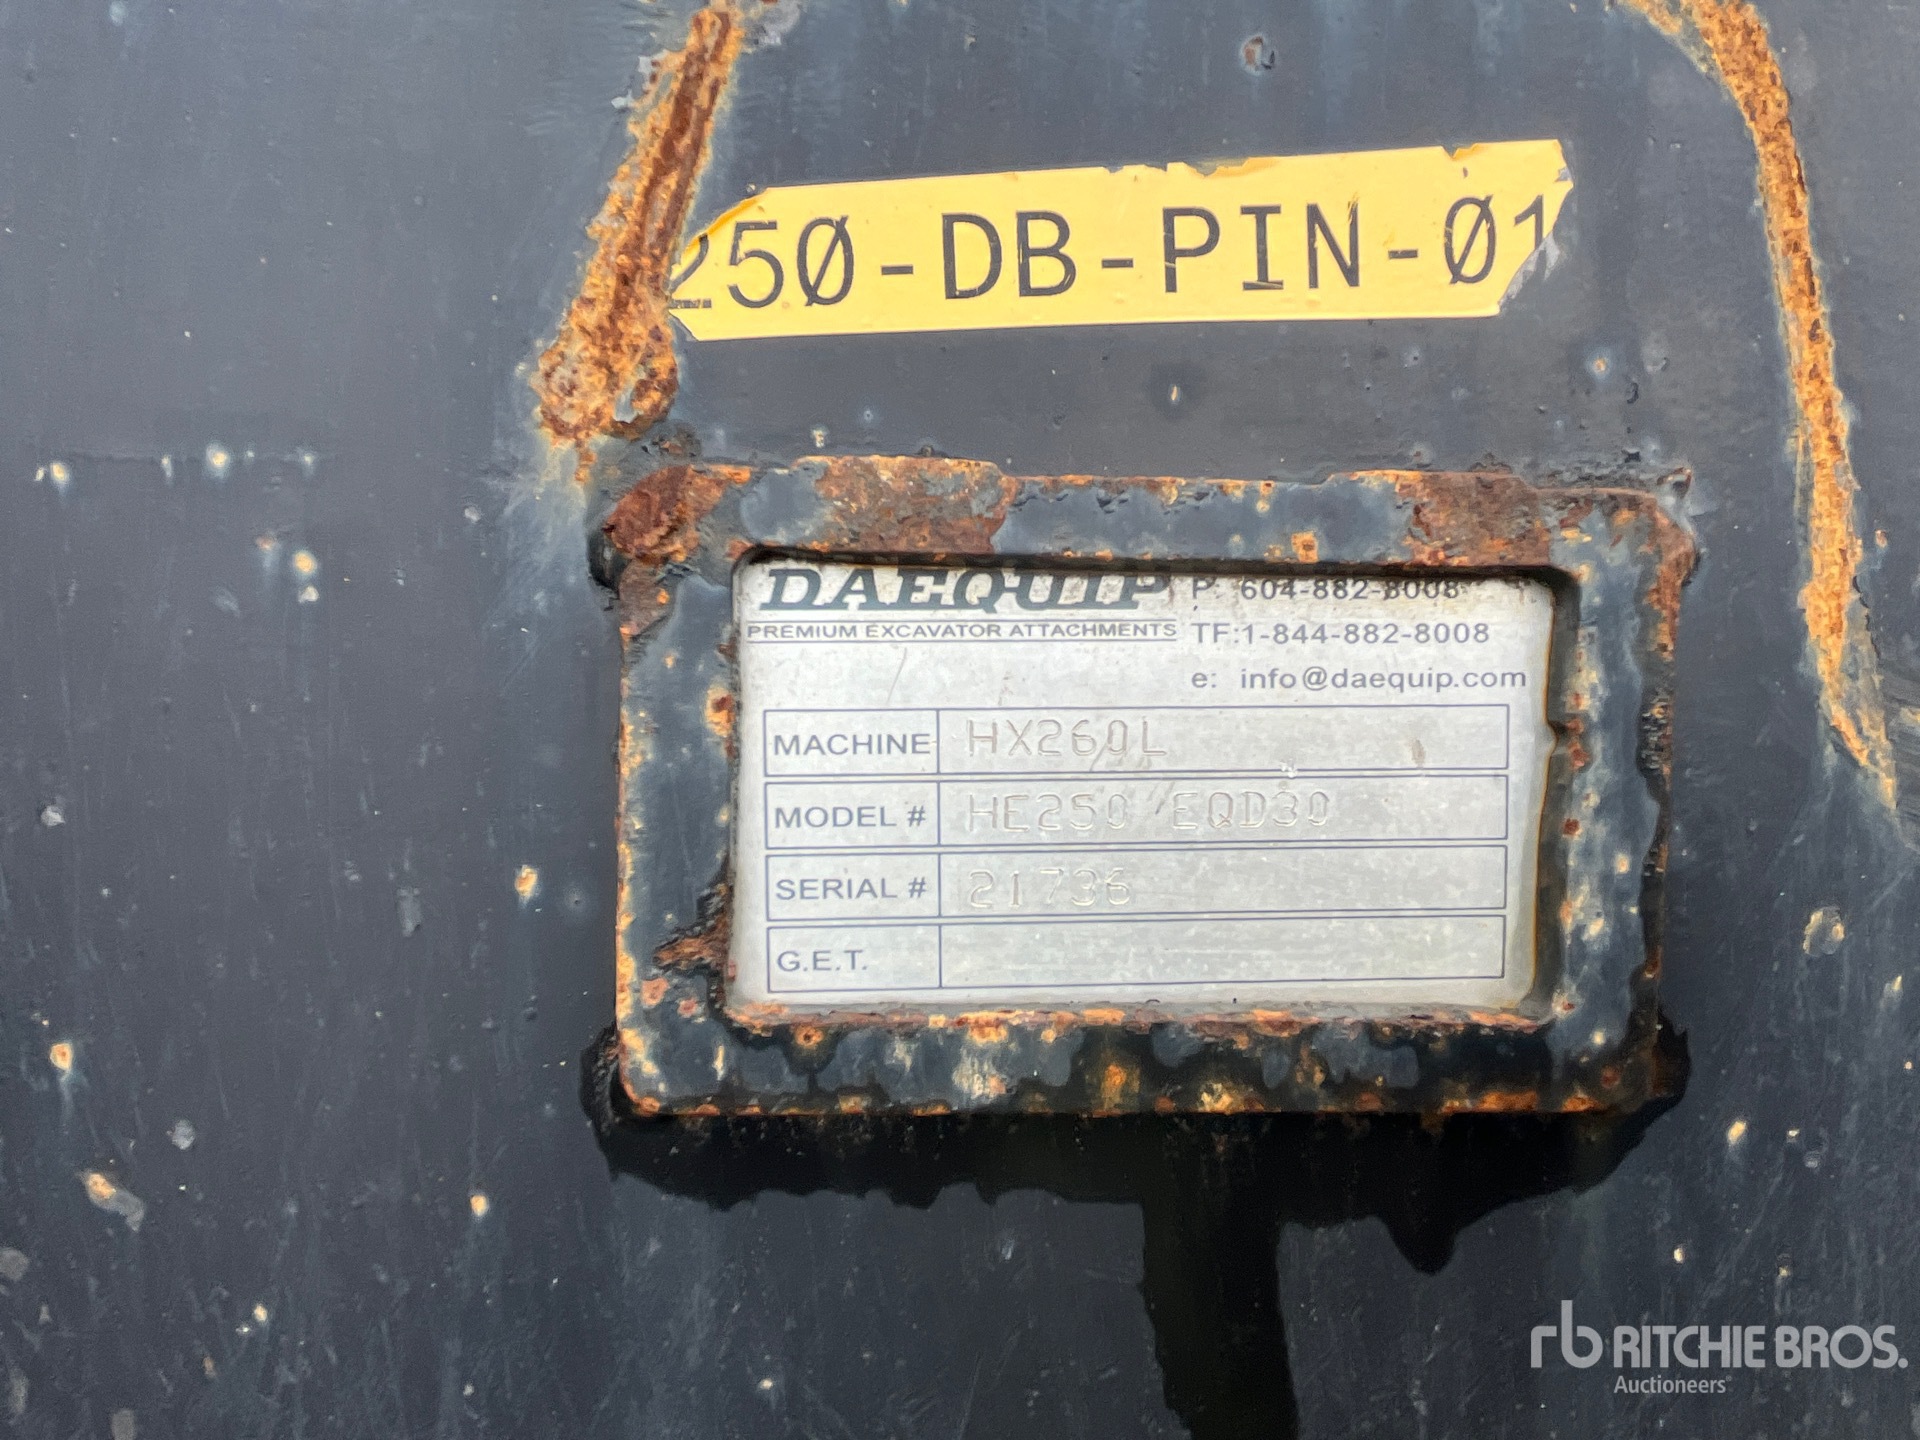 250-DB-PIN-01
DAEQUIP P: 604-882-8008
PREMIUM EXCAVATOR ATTACHMENTS TF:1-844-882-8008
e: info@daequip.com
MACHINE HX260L
MODEL # HE250 EQD30
SERIAL # 21736
G.E.T.
rb RITCHIE BROS.
Auctioneers